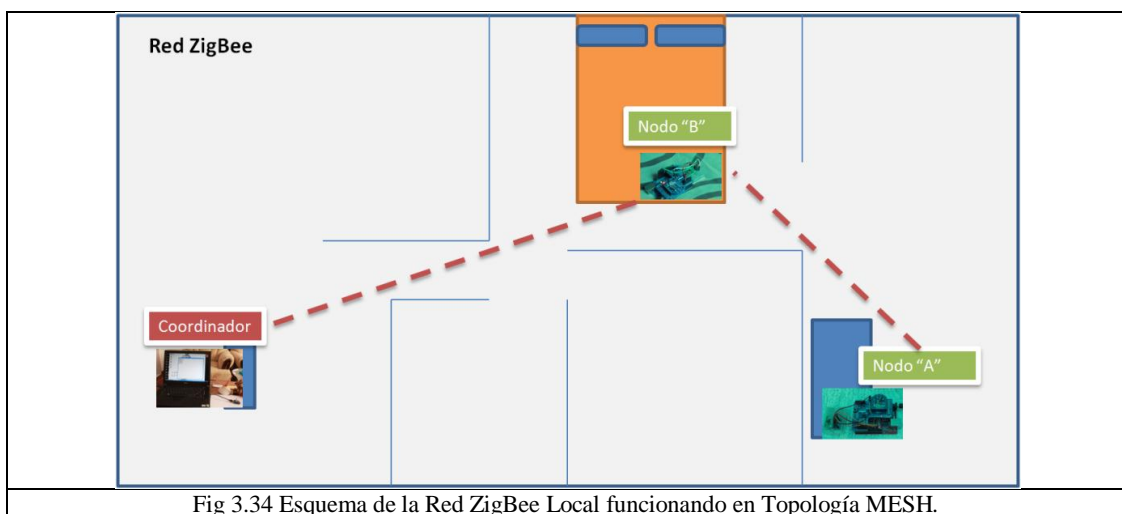 Red ZigBee
Nodo “B”
Coordinador
Nodo “A”
Fig 3.34 Esquema de la Red ZigBee Local funcionando en Topología MESH.